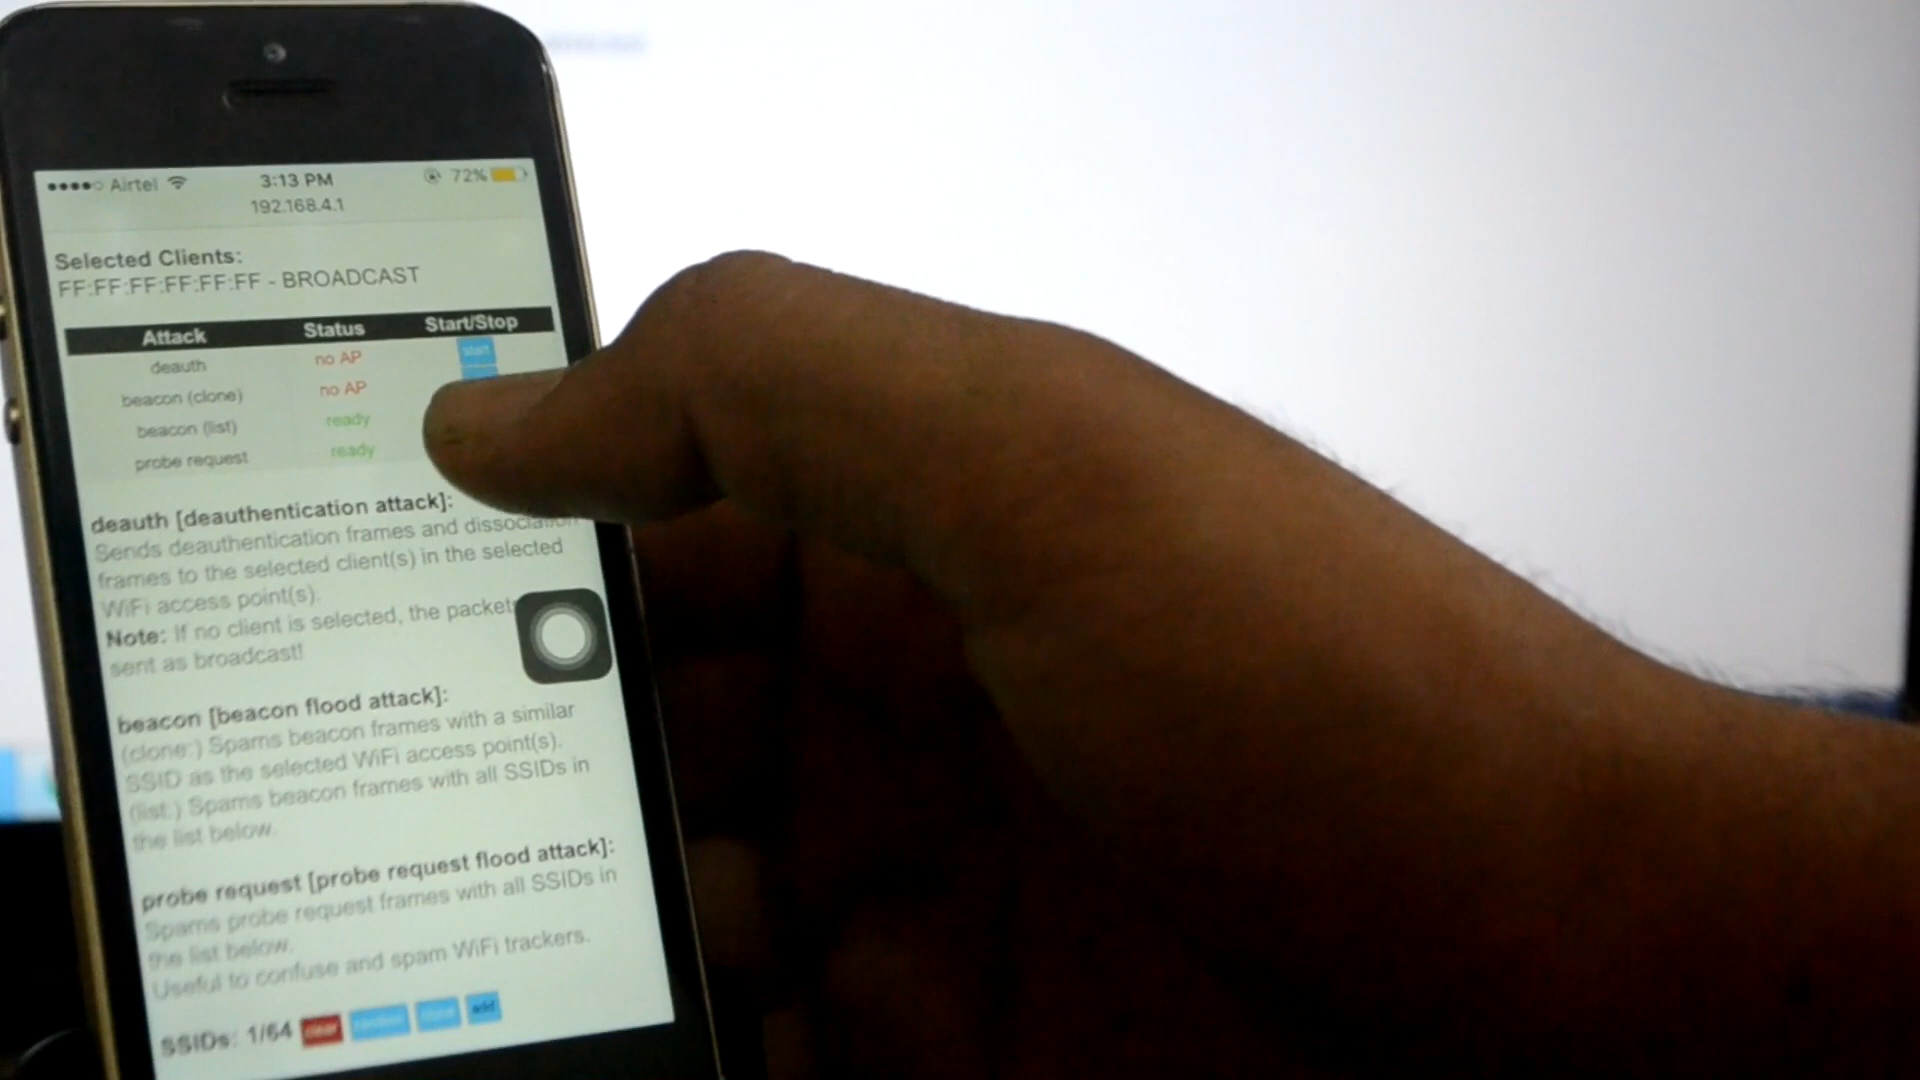 Airtel 3:13 PM 72%
192.168.4.1
Selected Clients:
FF:FF:FF:FF:FF:FF - BROADCAST
Attack Status Start/Stop
deauth no AP start
beacon (clone) no AP
beacon (list) ready
probe request ready
deauth [deauthentication attack]:
Sends deauthentication frames and dissociation
frames to the selected client(s) in the selected
WiFi access point(s).
Note: If no client is selected, the packets
sent as broadcast!
beacon [beacon flood attack]:
(clone:) Spams beacon frames with a similar
SSID as the selected WiFi access point(s).
(list:) Spams beacon frames with all SSIDs in
the list below.
probe request [probe request flood attack]:
Spams probe request frames with all SSIDs in
the list below.
Useful to confuse and spam WiFi trackers.
SSIDs: 1/64 clear random clone add